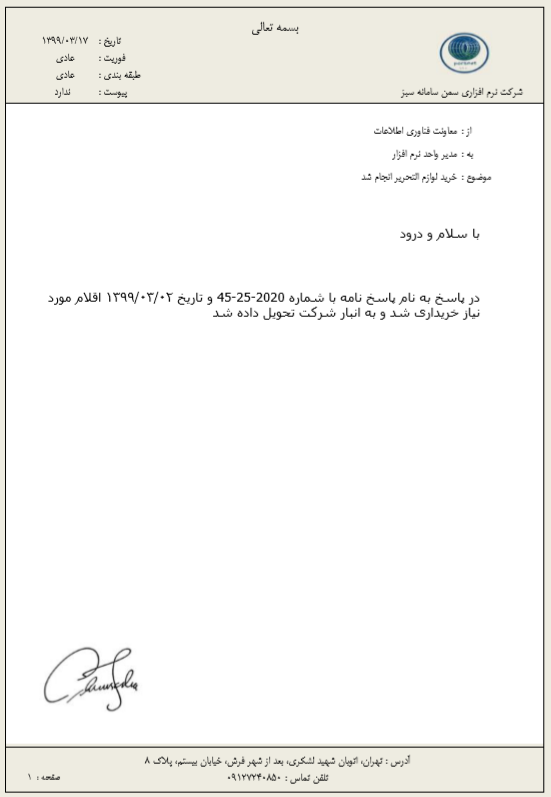 بسمه تعالی
تاریخ : ۱۳۹۹/۰۳/۱۷
فوریت : عادی
طبقه بندی : عادی
پیوست : ندارد
شرکت نرم افزاری سمن سامانه سبز
از : معاونت فناوری اطلاعات
به : مدیر واحد نرم افزار
موضوع : خرید لوازم التحریر انجام شد
با سلام و درود
در پاسخ به نام پاسخ نامه با شماره 2020-25-45 و تاریخ ۱۳۹۹/۰۳/۰۲ اقلام مورد
نیاز خریداری شد و به انبار شرکت تحویل داده شد
آدرس : تهران، اتوبان شهید لشکری، بعد از شهر فرش، خیابان بیستم، پلاک ۸
تلفن تماس : ۰۹۱۲۷۲۴۰۸۵۰
صفحه : ۱